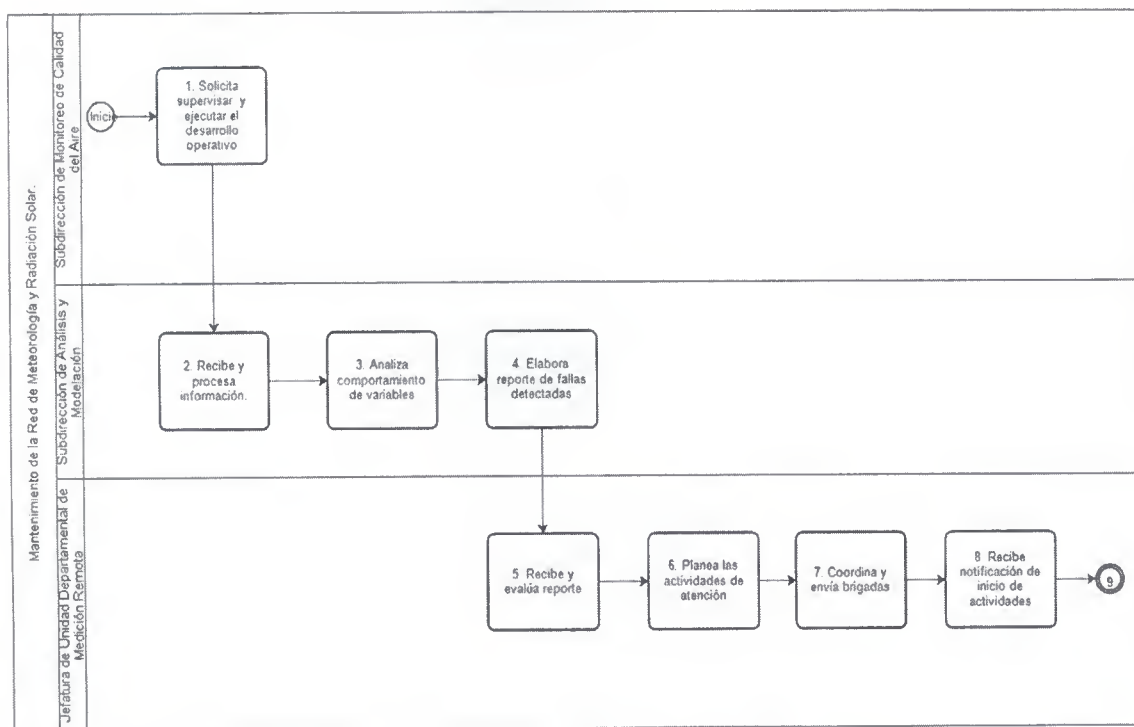 Mantenimiento de la Red de Meteorología y Radiación Solar.
Subdirección de Monitoreo de Calidad
del Aire
Inici
1. Solicita
supervisar y
ejecutar el
desarrollo
operativo
Subdirección de Análisis y
Modelación
2. Recibe y
procesa
información.
3. Analiza
comportamiento
de variables
4. Elabora
reporte de fallas
detectadas
Jefatura de Unidad Departamental de
Medición Remota
5 Recibe y
evalúa reporte
6. Planea las
actividades de
atención
7. Coordina y
envía brigadas
8 Recibe
notificación de
inicio de
actividades
9